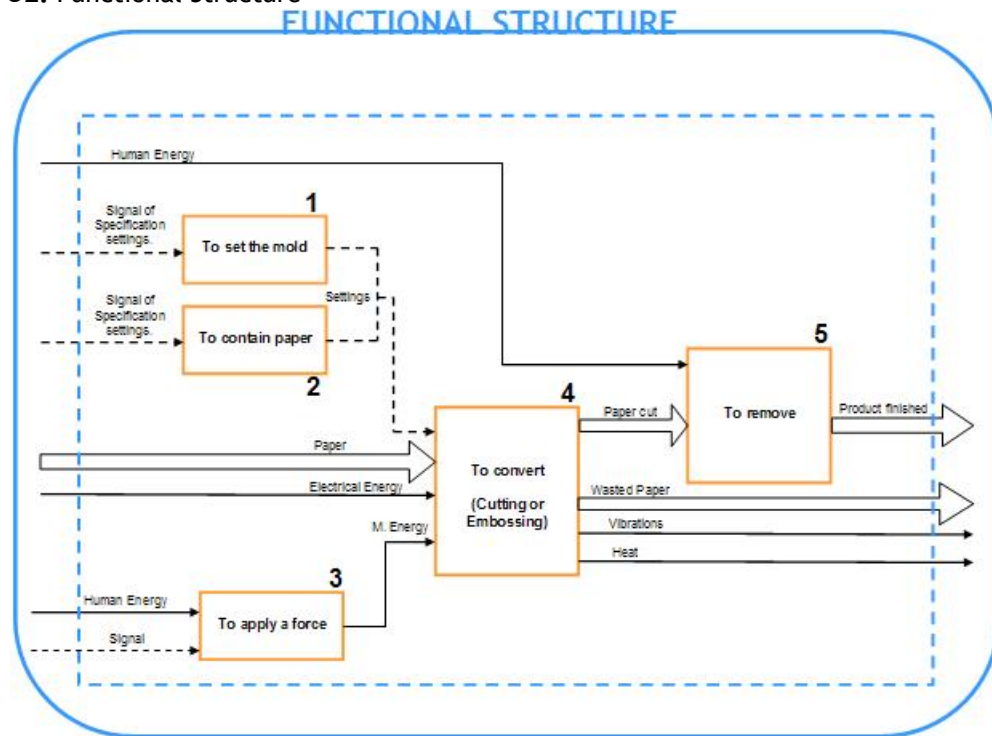 FUNCTIONAL STRUCTURE
Human Energy
Signal of
Specification
settings.
1
To set the mold
Signal of
Specification
settings.
Settings
To contain paper
2
5
To remove
Product finished
4
Paper cut
Paper
To convert
(Cutting or
Embossing)
Electrical Energy
Wasted Paper
M. Energy
Vibrations
Heat
3
Human Energy
To apply a force
Signal